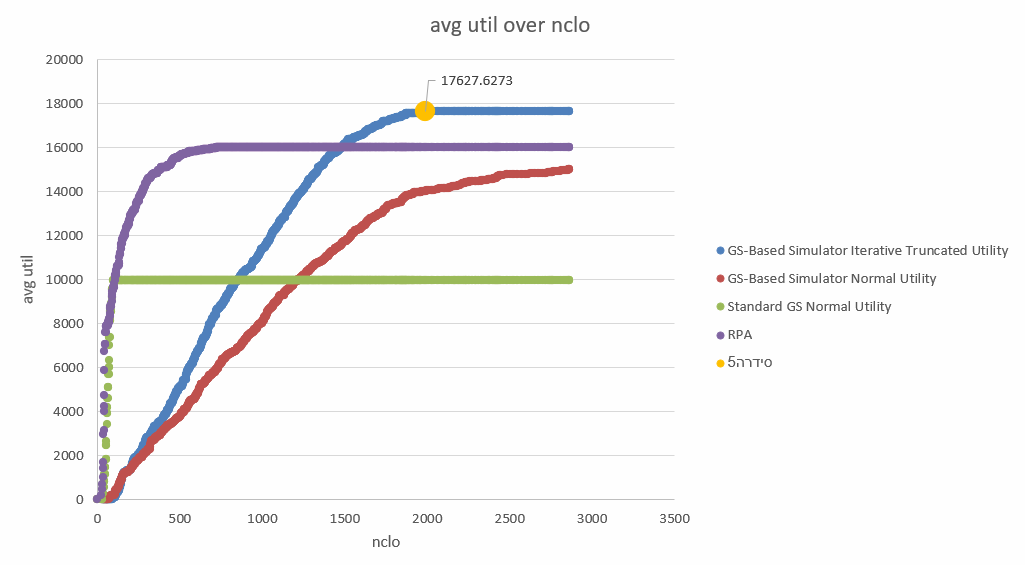 avg util over nclo
20000
18000
16000
14000
12000
10000
8000
6000
4000
2000
0
17627.6273
avg util
0
500
1000
1500
2000
2500
3000
3500
nclo
GS-Based Simulator Iterative Truncated Utility
GS-Based Simulator Normal Utility
Standard GS Normal Utility
RPA
סידרה5